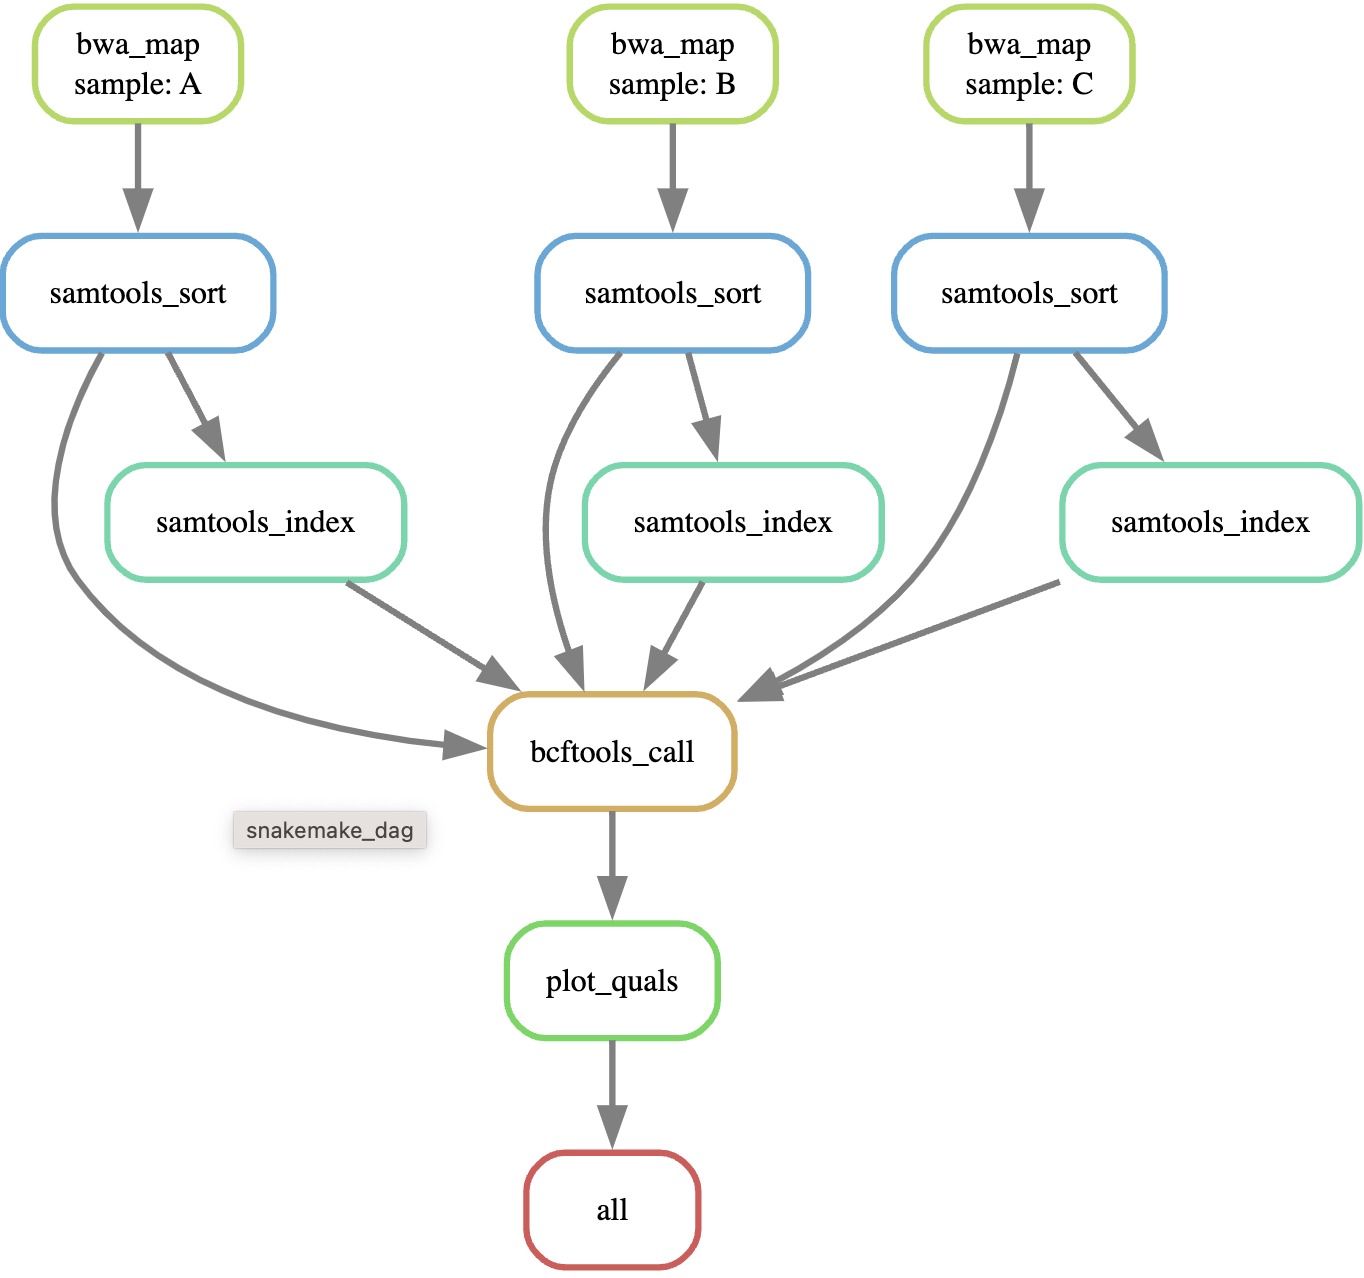 bwa_map
sample: A
bwa_map
sample: B
bwa_map
sample: C
samtools_sort
samtools_sort
samtools_sort
samtools_index
samtools_index
samtools_index
bcftools_call
snakemake_dag
plot_quals
all